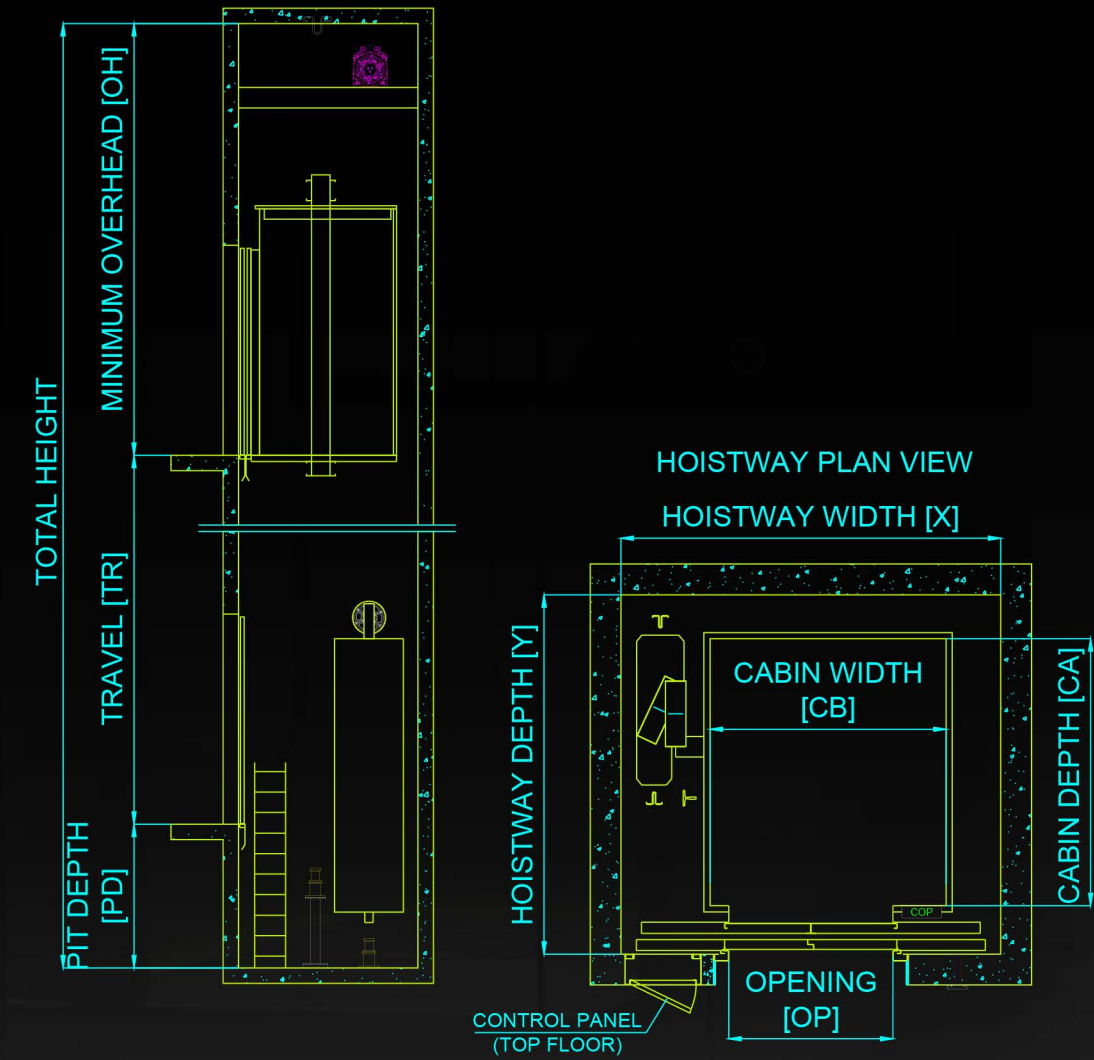 MINIMUM OVERHEAD [OH]
TOTAL HEIGHT
TRAVEL [TR]
PIT DEPTH
[PD]
HOISTWAY PLAN VIEW
HOISTWAY WIDTH [X]
HOISTWAY DEPTH [Y]
CABIN WIDTH
[CB]
CABIN DEPTH [CA]
COP
OPENING
[OP]
CONTROL PANEL
(TOP FLOOR)